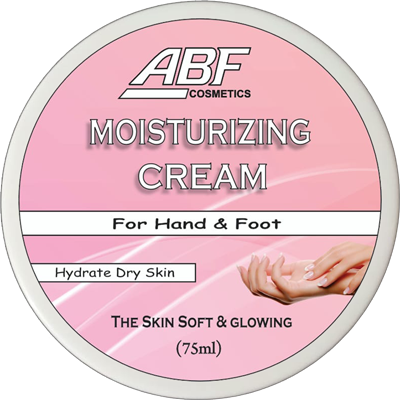 ABF
COSMETICS
MOISTURIZING
CREAM
For Hand & Foot
Hydrate Dry Skin
THE SKIN SOFT & GLOWING
(75ml)